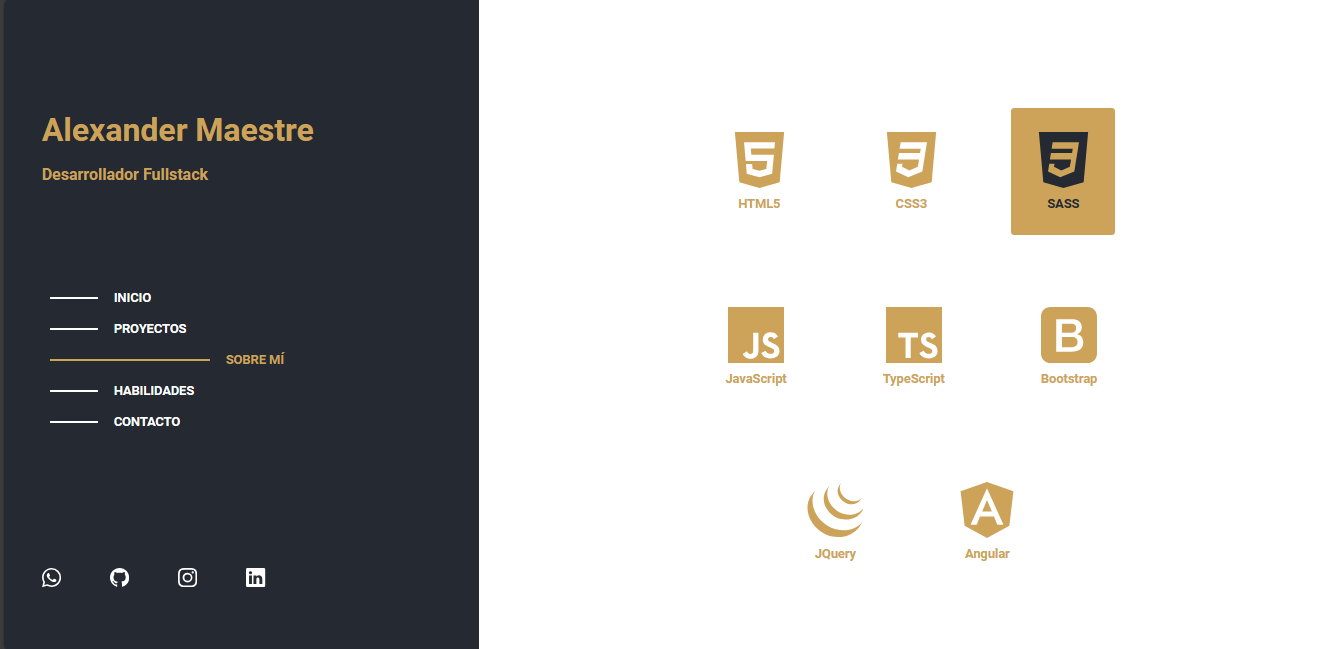 Alexander Maestre
Desarrollador Fullstack
INICIO
PROYECTOS
SOBRE MÍ
HABILIDADES
CONTACTO
in
5 3 3
HTML5 CSS3 SASS
JS TS B
JavaScript TypeScript Bootstrap
A
JQuery Angular